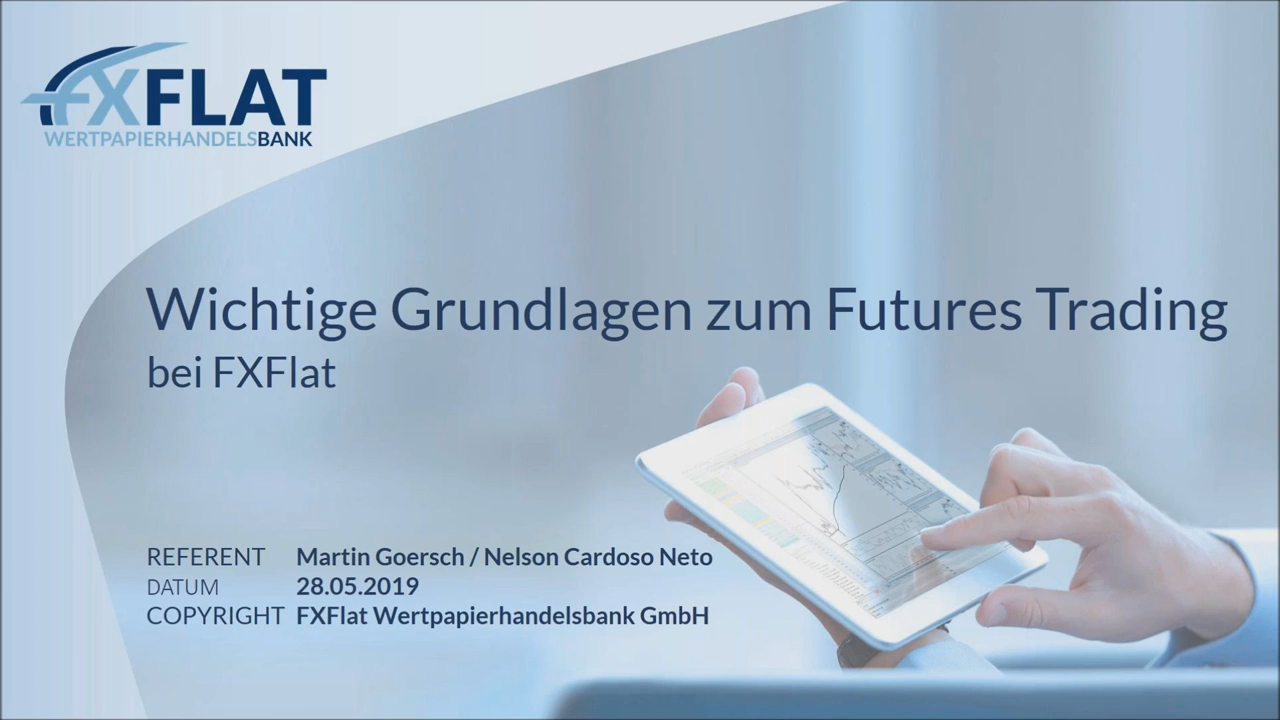 FXFLAT
WERTPAPIERHANDELSBANK
Wichtige Grundlagen zum Futures Trading
bei FXFlat
REFERENT Martin Goersch / Nelson Cardoso Neto
DATUM 28.05.2019
COPYRIGHT FXFlat Wertpapierhandelsbank GmbH